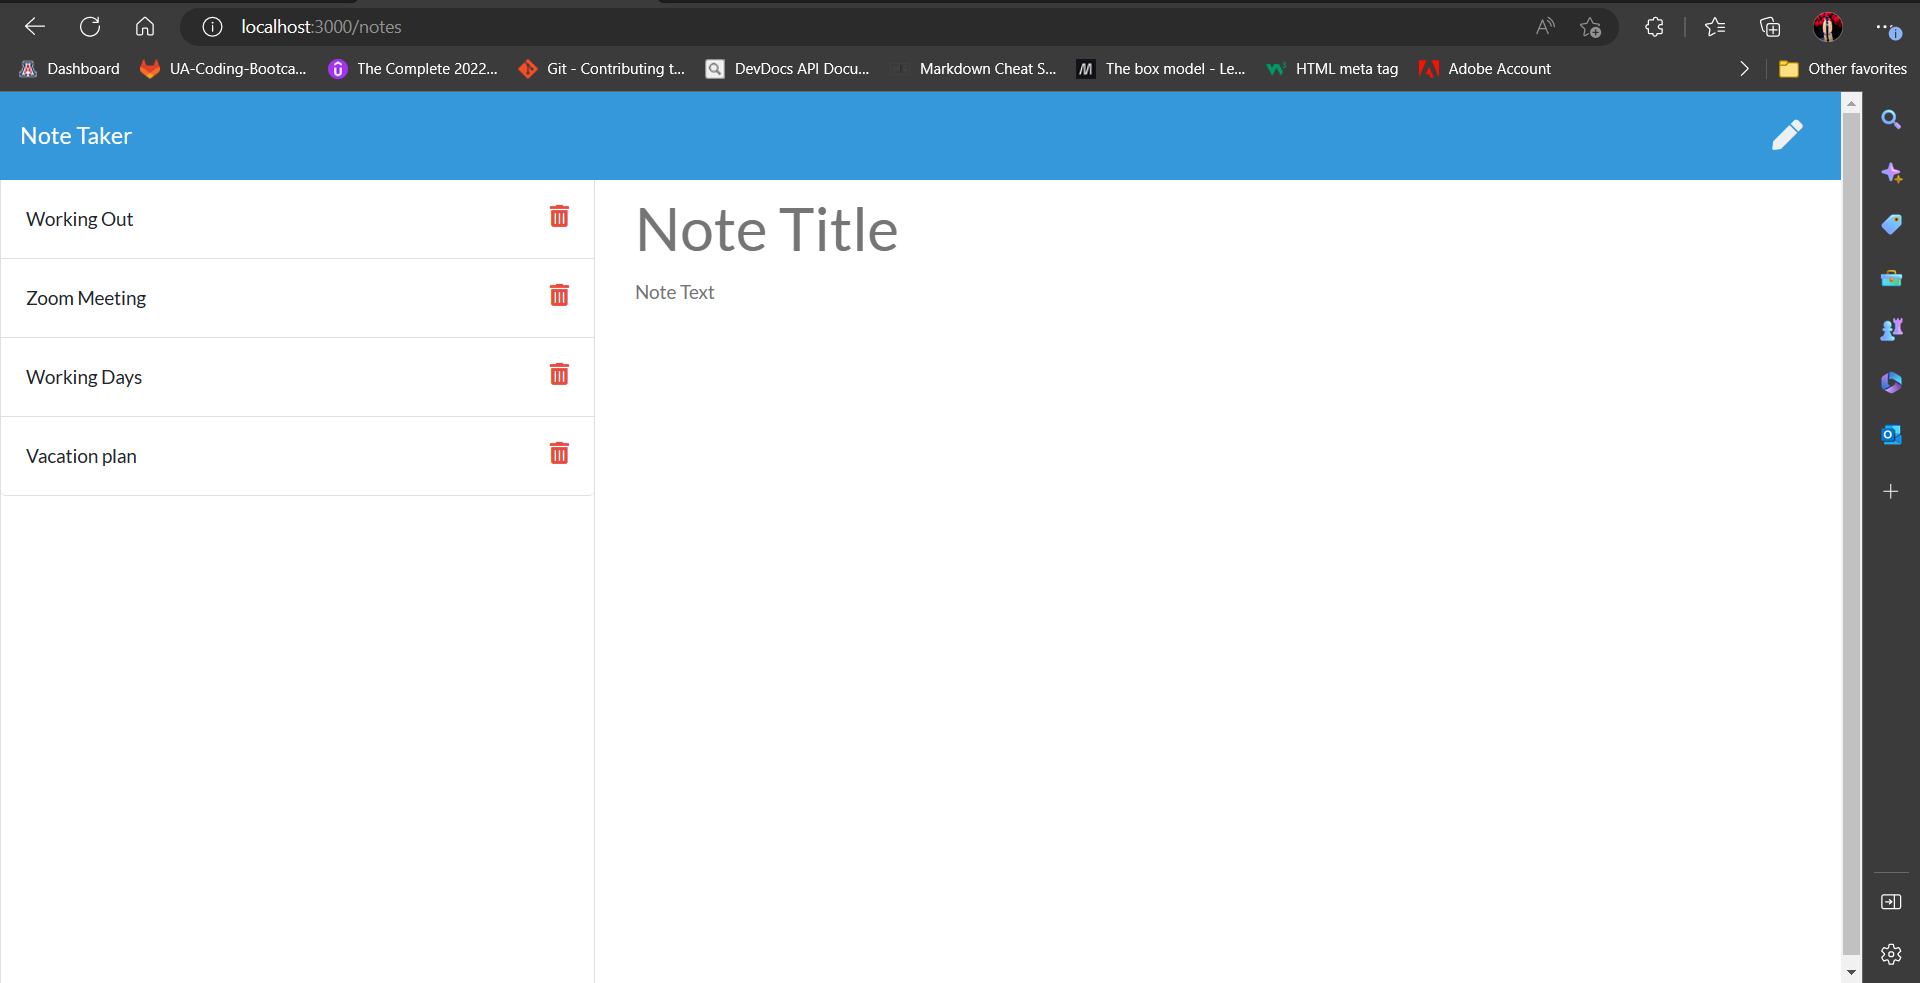 localhost:3000/notes
Dashboard UA-Coding-Bootca... The Complete 2022... Git - Contributing t... DevDocs API Docu... Markdown Cheat S... The box model - Le... HTML meta tag Adobe Account Other favorites
Note Taker
Working Out
Zoom Meeting
Working Days
Vacation plan
Note Title
Note Text